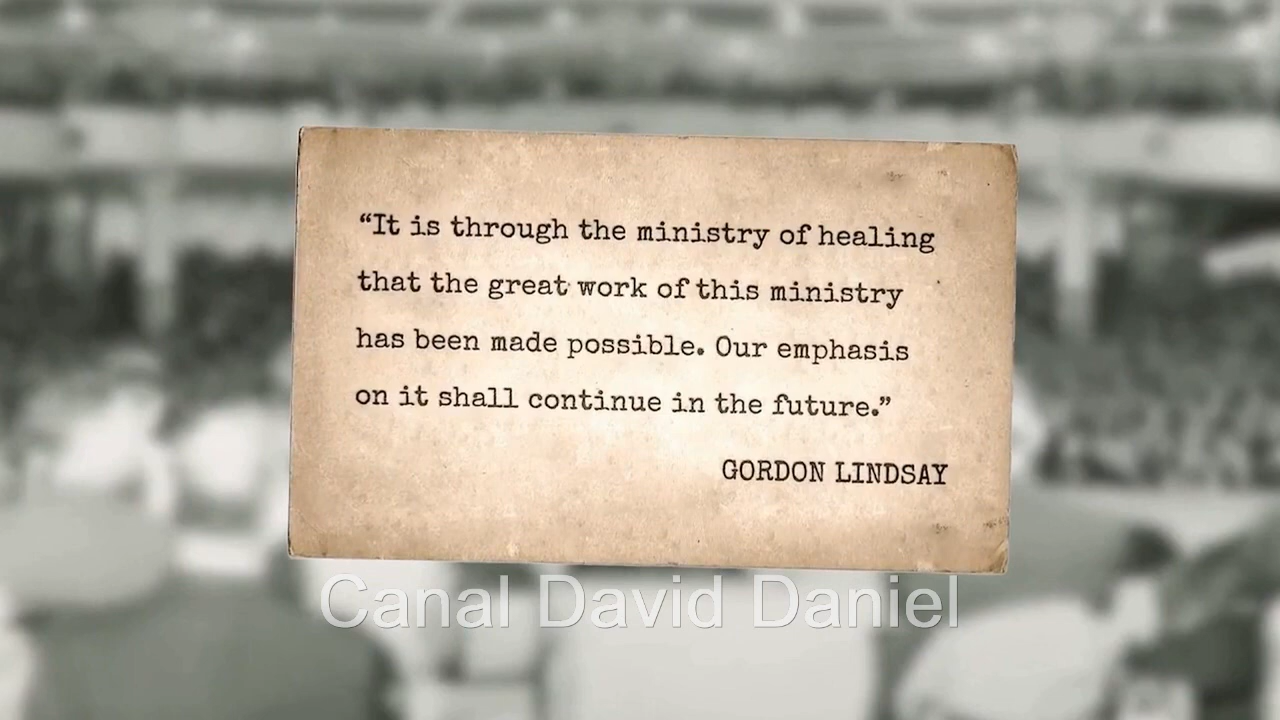 “It is through the ministry of healing
that the great work of this ministry
has been made possible. Our emphasis
on it shall continue in the future.”
GORDON LINDSAY
Canal David Daniel